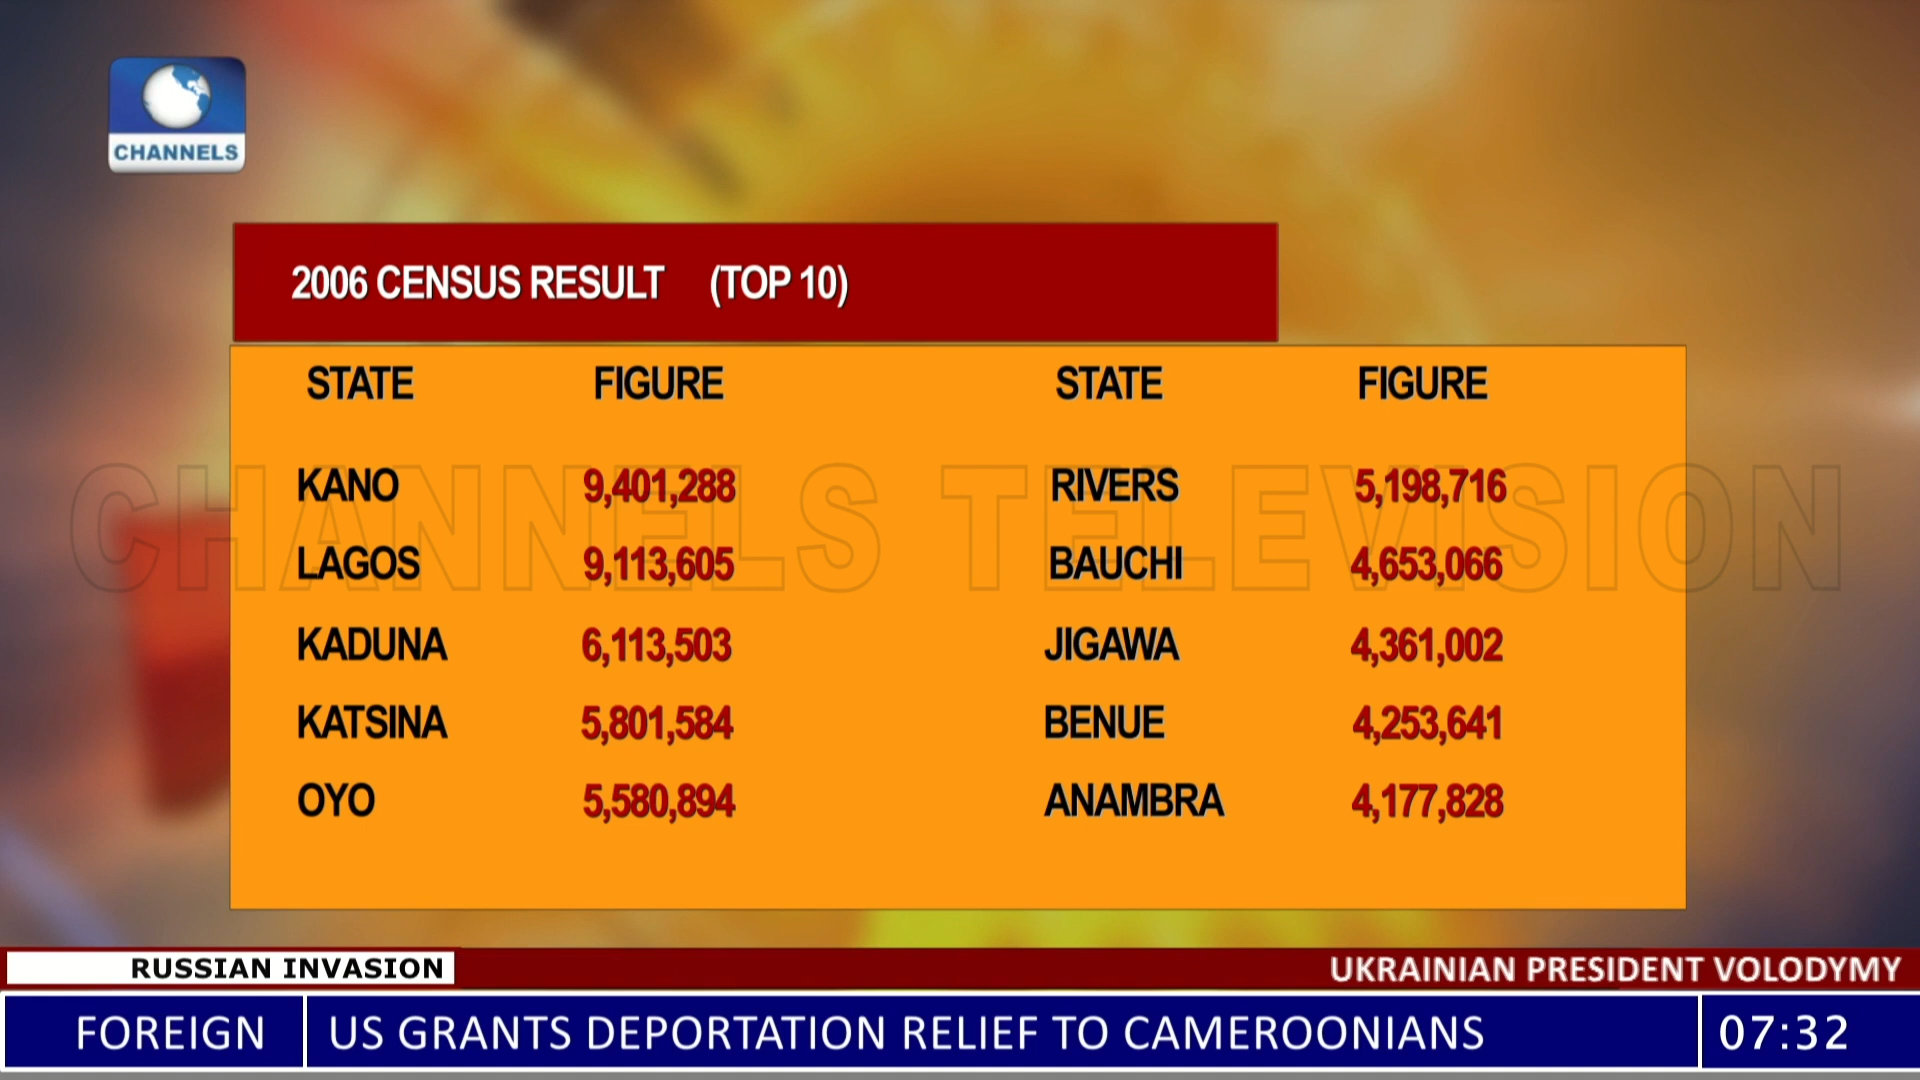 CHANNELS
2006 CENSUS RESULT (TOP 10)
STATE FIGURE STATE FIGURE
KANO 9,401,288 RIVERS 5,198,716
LAGOS 9,113,605 BAUCHI 4,653,066
KADUNA 6,113,503 JIGAWA 4,361,002
KATSINA 5,801,584 BENUE 4,253,641
OYO 5,580,894 ANAMBRA 4,177,828
CHANNELS TELEVISION
RUSSIAN INVASION UKRAINIAN PRESIDENT VOLODYMY
FOREIGN US GRANTS DEPORTATION RELIEF TO CAMEROONIANS 07:32